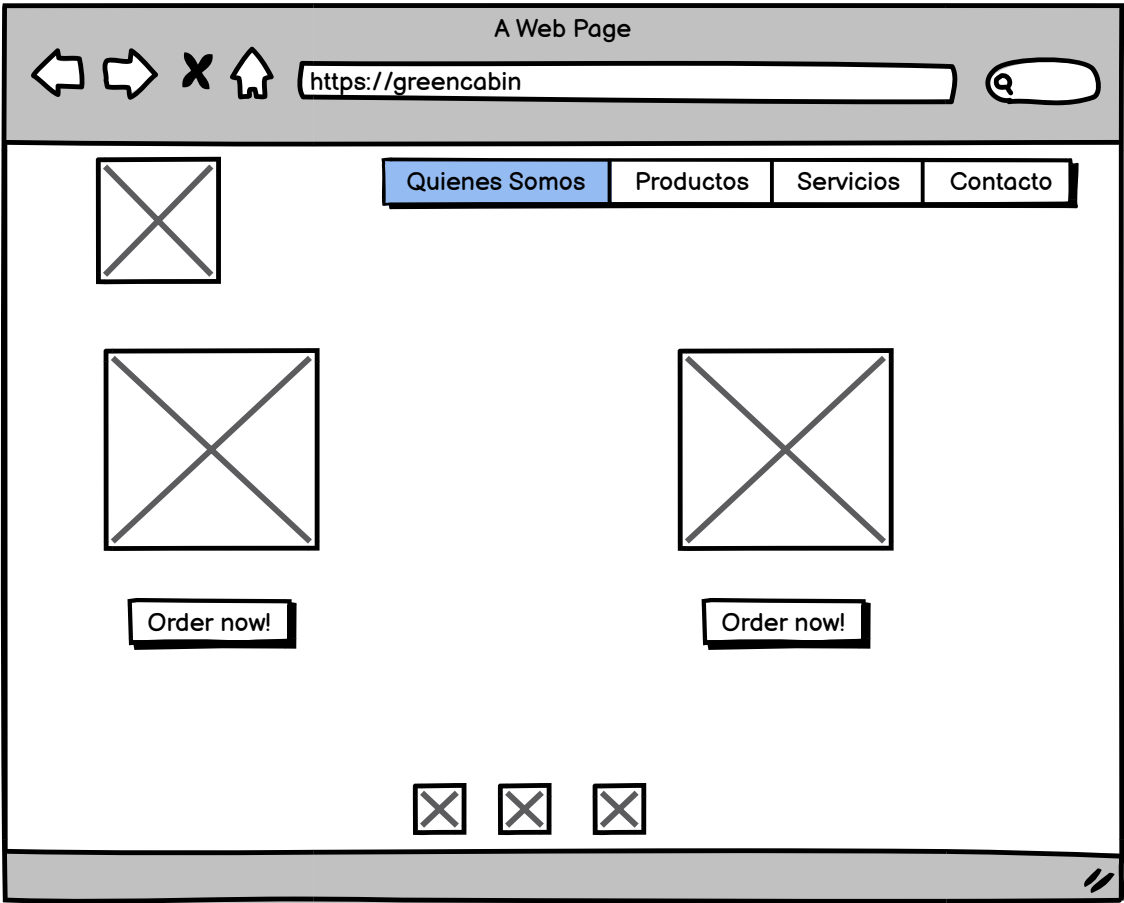 A Web Page
https://greencabin
Quienes Somos Productos Servicios Contacto
Order now! Order now!